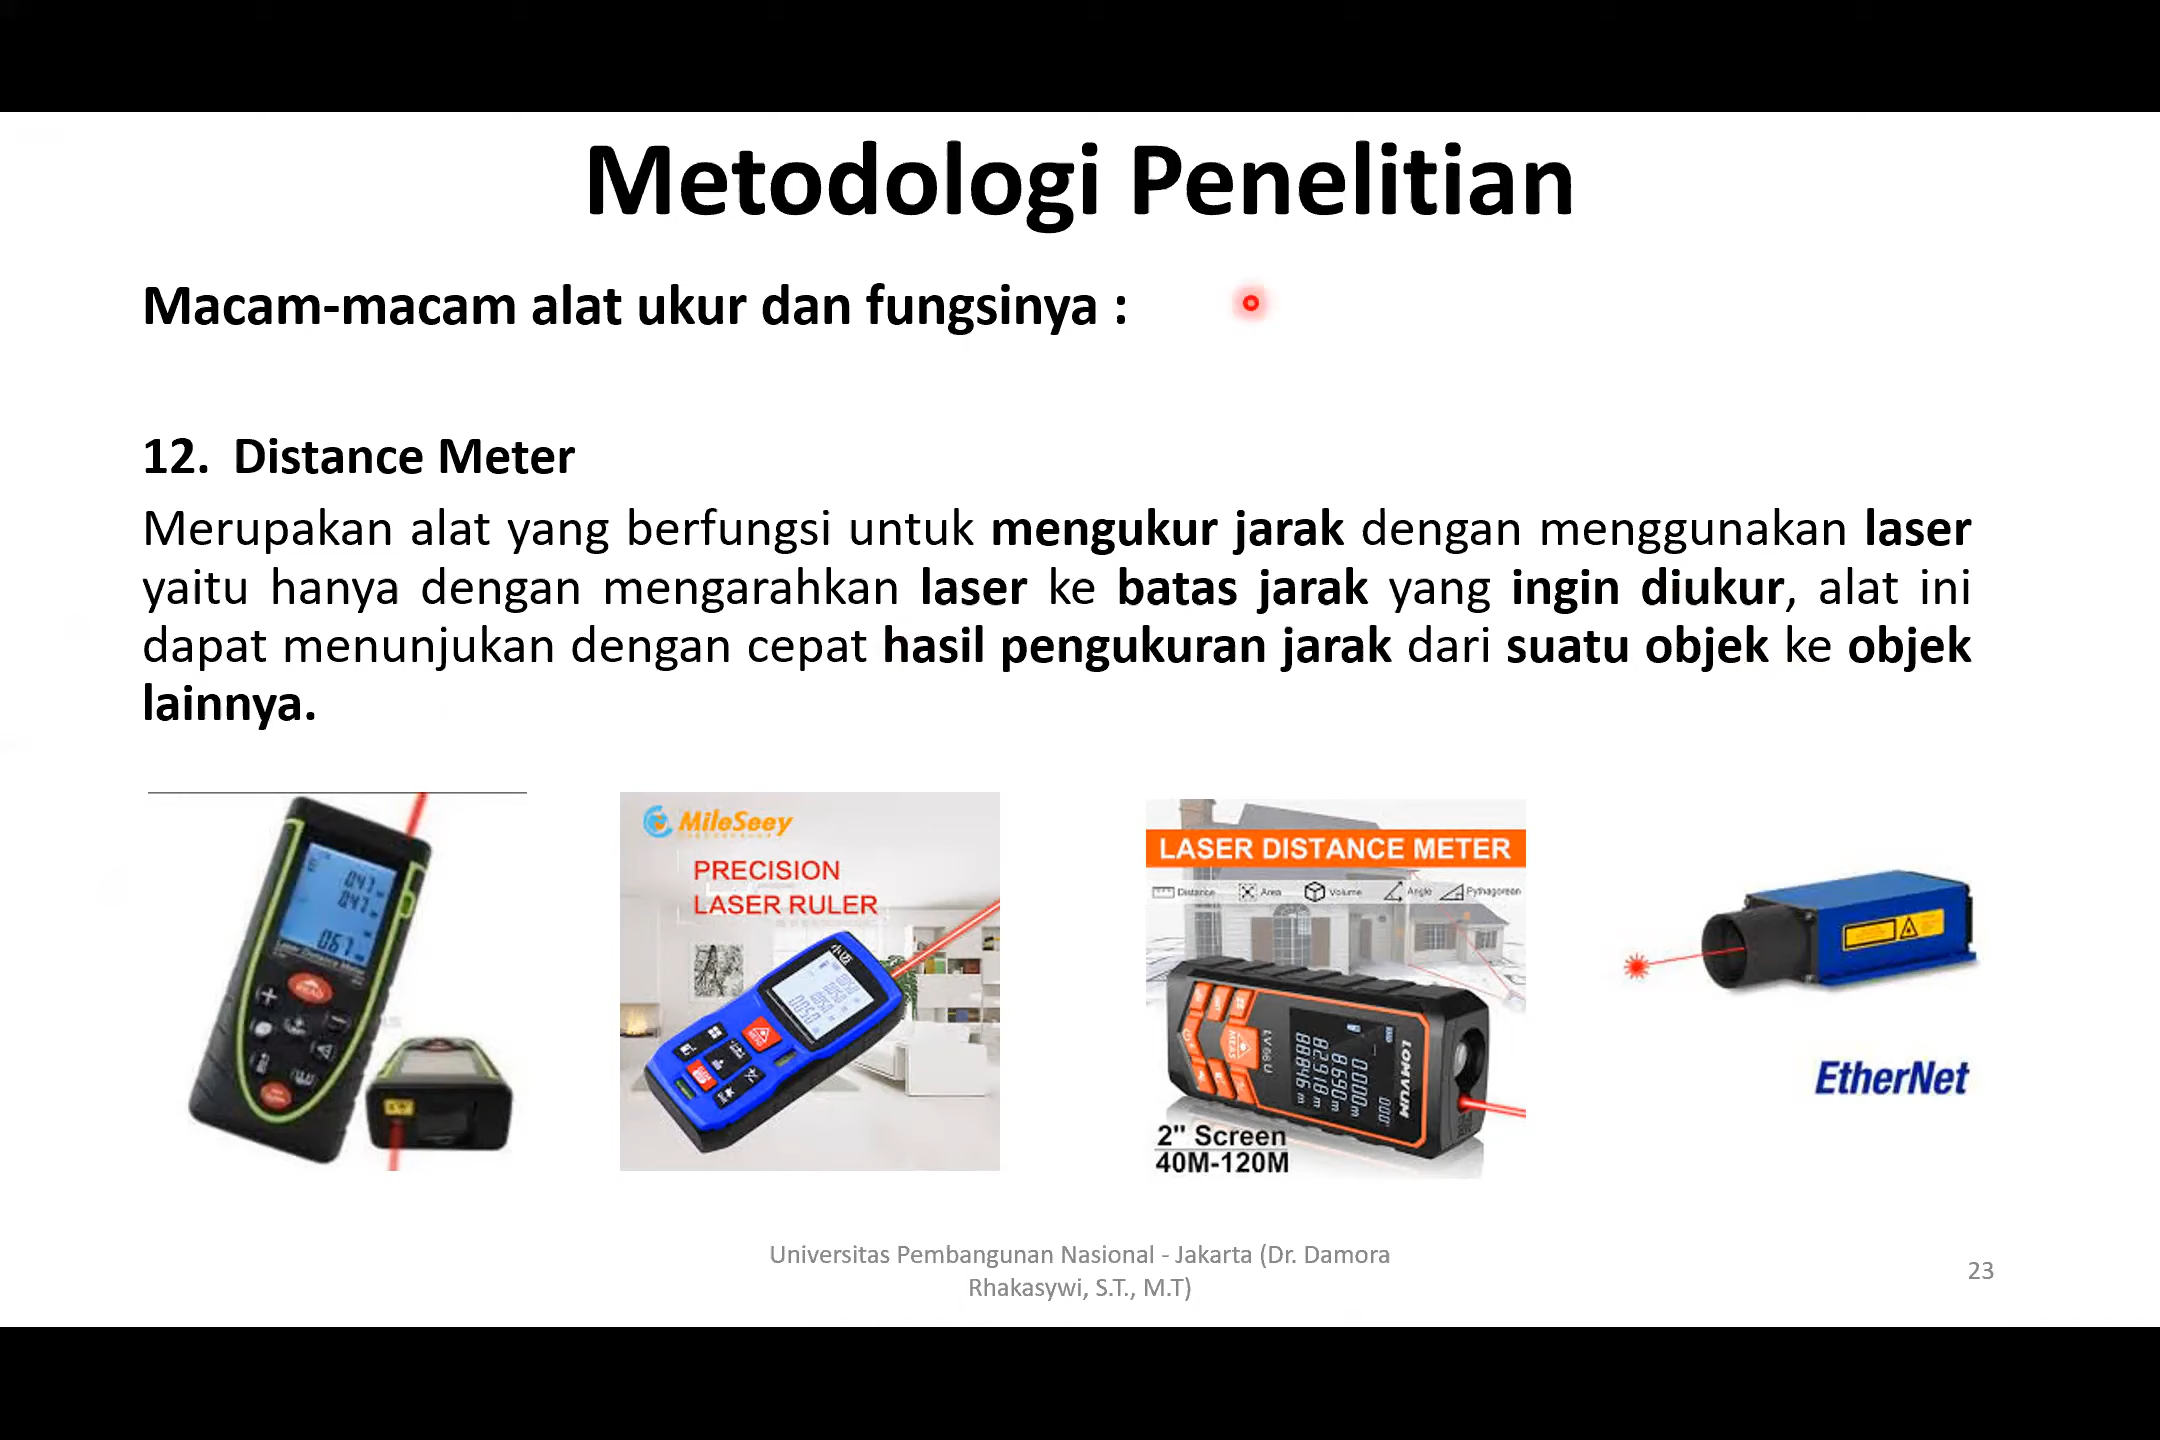 Metodologi Penelitian
Macam-macam alat ukur dan fungsinya :
12. Distance Meter
Merupakan alat yang berfungsi untuk mengukur jarak dengan menggunakan laser
yaitu hanya dengan mengarahkan laser ke batas jarak yang ingin diukur, alat ini
dapat menunjukan dengan cepat hasil pengukuran jarak dari suatu objek ke objek
lainnya.
MileSeey
PRECISION
LASER RULER
LASER DISTANCE METER
Distance Area Volume Angle Pythagorean
MEAS
LOMVUM
2" Screen
40M-120M
EtherNet
Universitas Pembangunan Nasional - Jakarta (Dr. Damora
Rhakasywi, S.T., M.T)
23